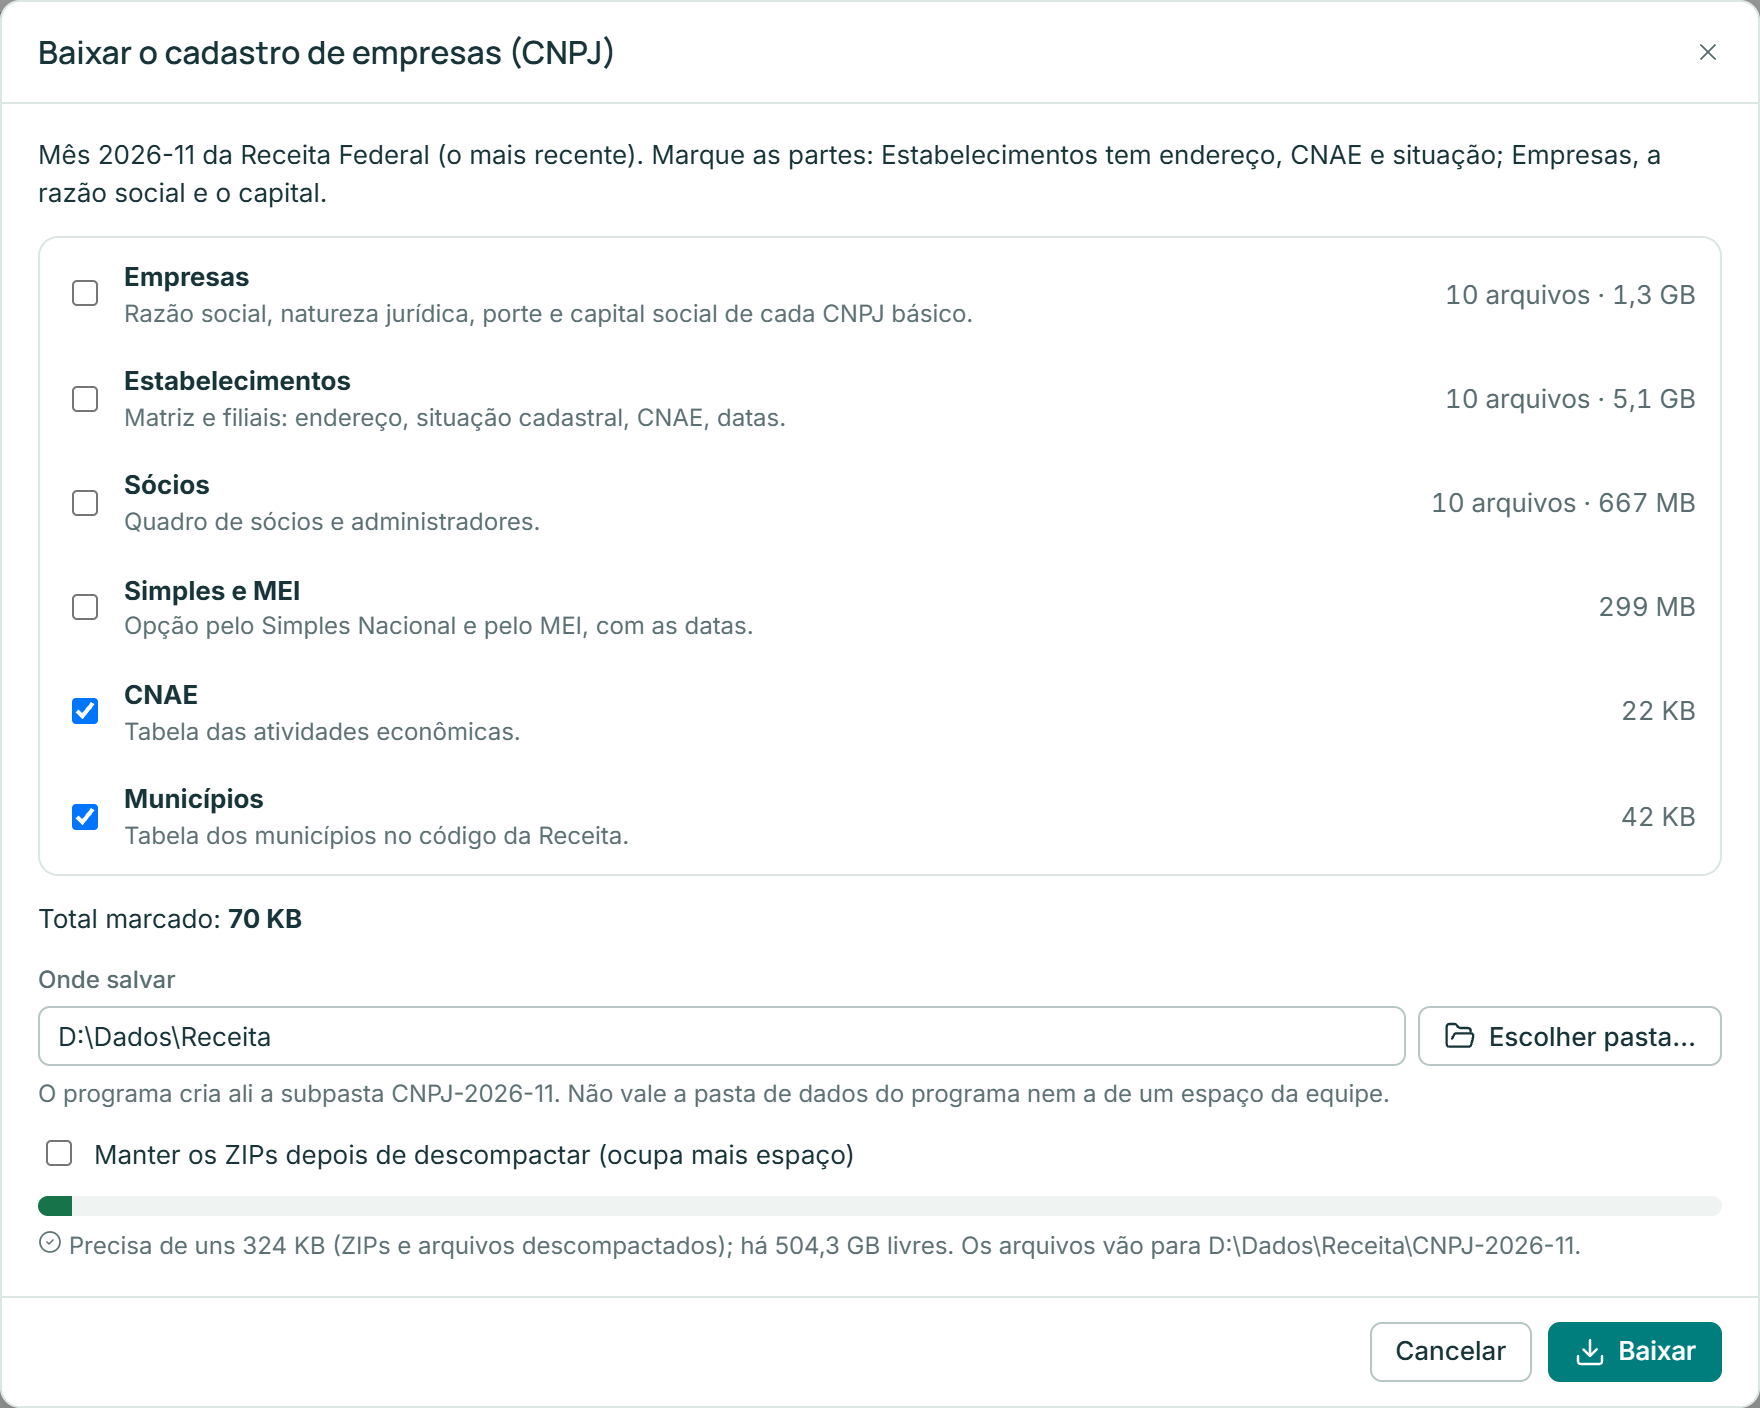 Baixar o cadastro de empresas (CNPJ)
Mês 2026-11 da Receita Federal (o mais recente). Marque as partes: Estabelecimentos tem endereço, CNAE e situação; Empresas, a
razão social e o capital.
Empresas
Razão social, natureza jurídica, porte e capital social de cada CNPJ básico.
10 arquivos · 1,3 GB
Estabelecimentos
Matriz e filiais: endereço, situação cadastral, CNAE, datas.
10 arquivos · 5,1 GB
Sócios
Quadro de sócios e administradores.
10 arquivos · 667 MB
Simples e MEI
Opção pelo Simples Nacional e pelo MEI, com as datas.
299 MB
CNAE
Tabela das atividades econômicas.
22 KB
Municípios
Tabela dos municípios no código da Receita.
42 KB
Total marcado: 70 KB
Onde salvar
D:\Dados\Receita
Escolher pasta...
O programa cria ali a subpasta CNPJ-2026-11. Não vale a pasta de dados do programa nem a de um espaço da equipe.
Manter os ZIPs depois de descompactar (ocupa mais espaço)
Precisa de uns 324 KB (ZIPs e arquivos descompactados); há 504,3 GB livres. Os arquivos vão para D:\Dados\Receita\CNPJ-2026-11.
Cancelar
Baixar